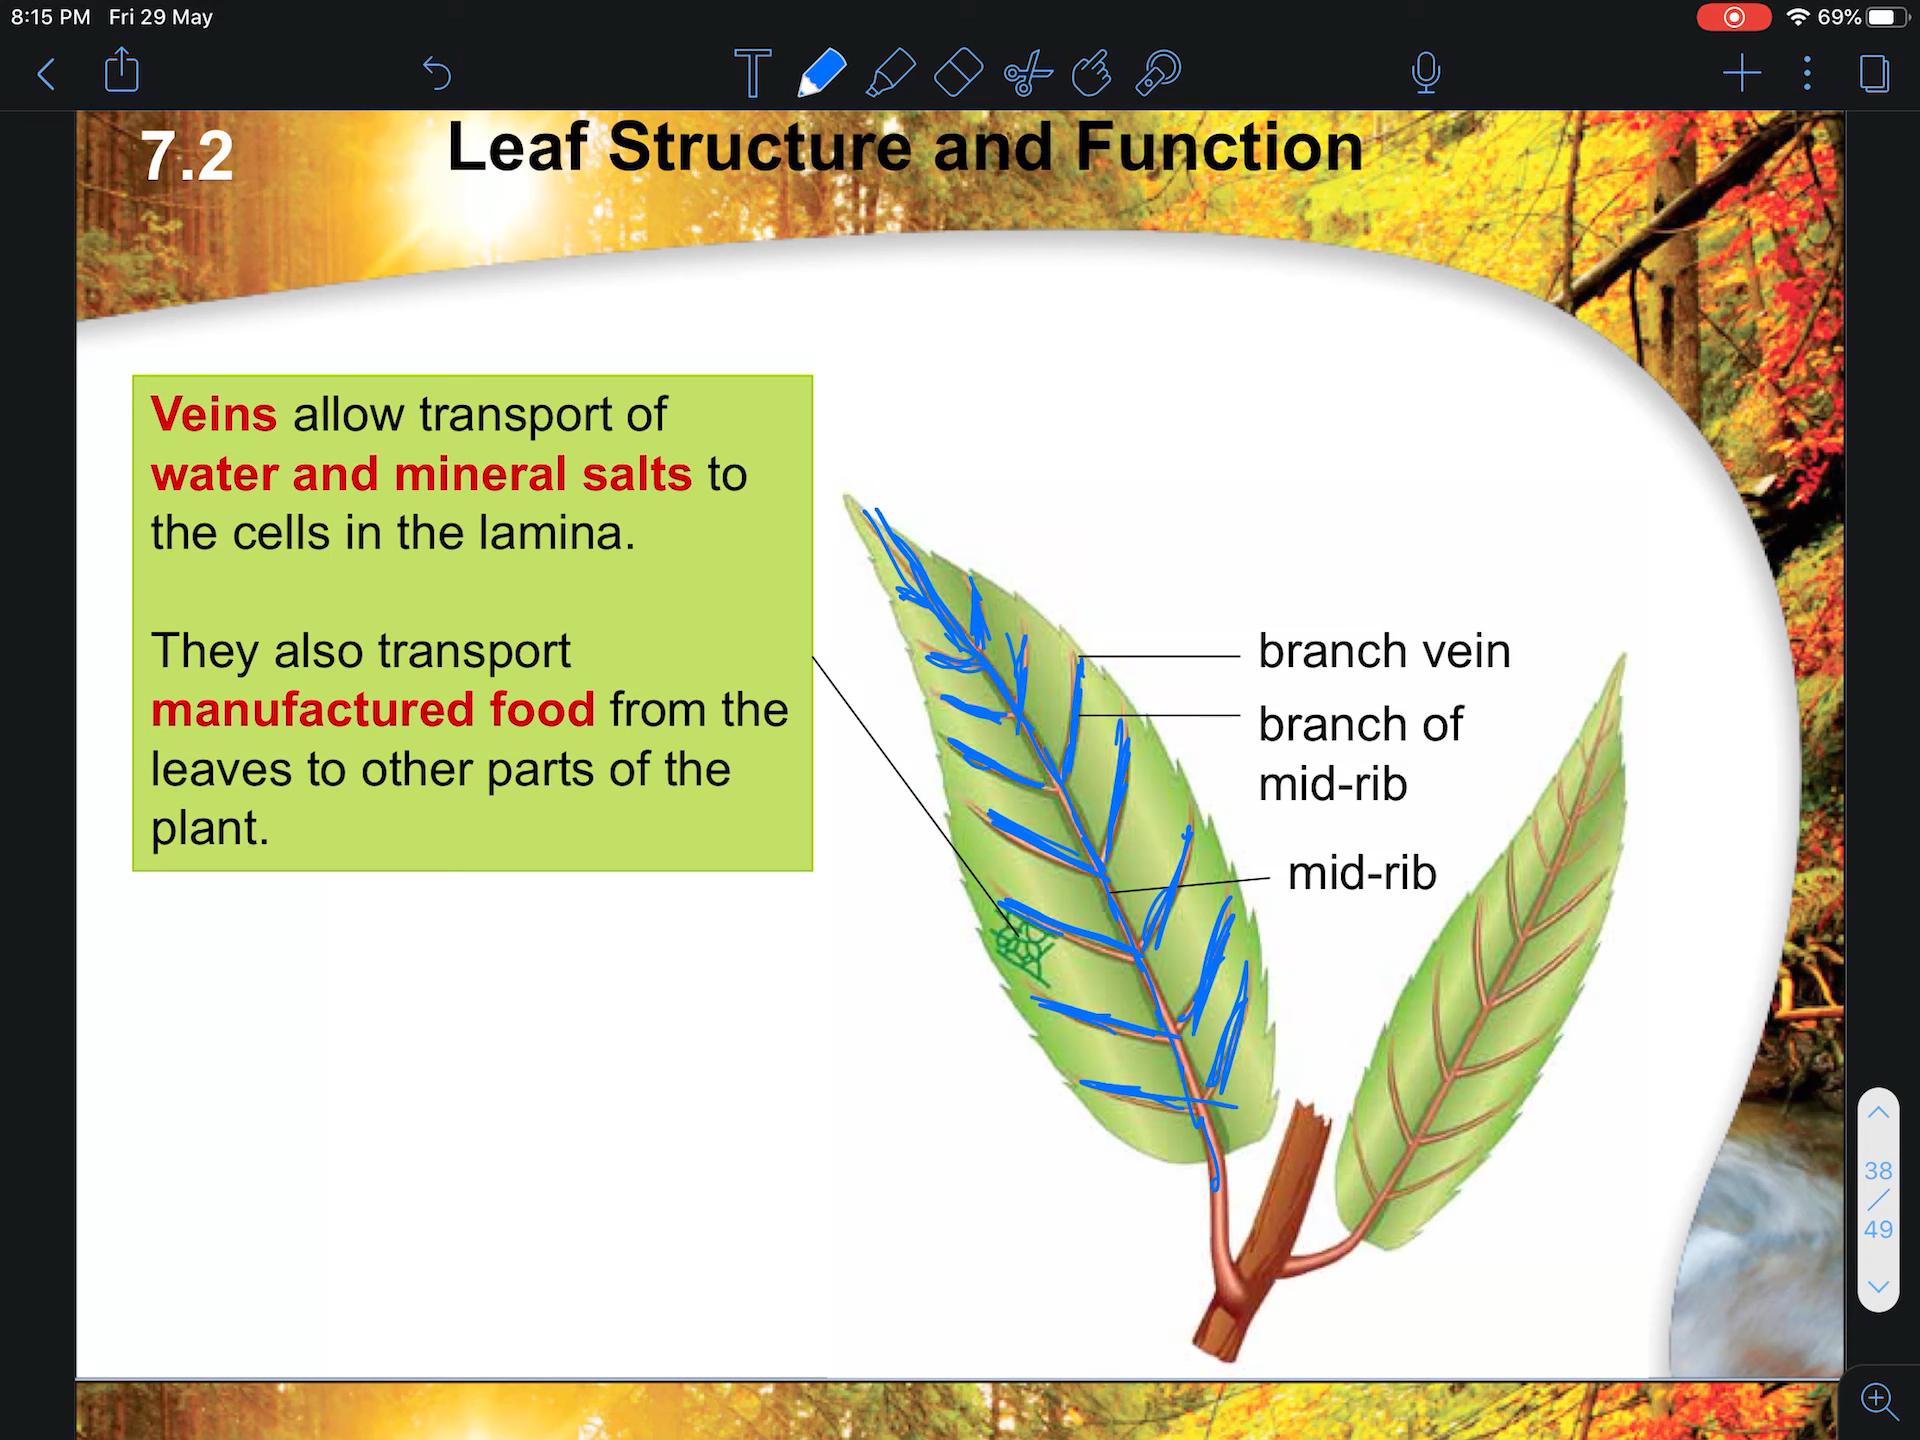 8:15 PM Fri 29 May
69%
T
7.2
Leaf Structure and Function
Veins allow transport of
water and mineral salts to
the cells in the lamina.
They also transport
manufactured food from the
leaves to other parts of the
plant.
branch vein
branch of
mid-rib
mid-rib
38
/
49